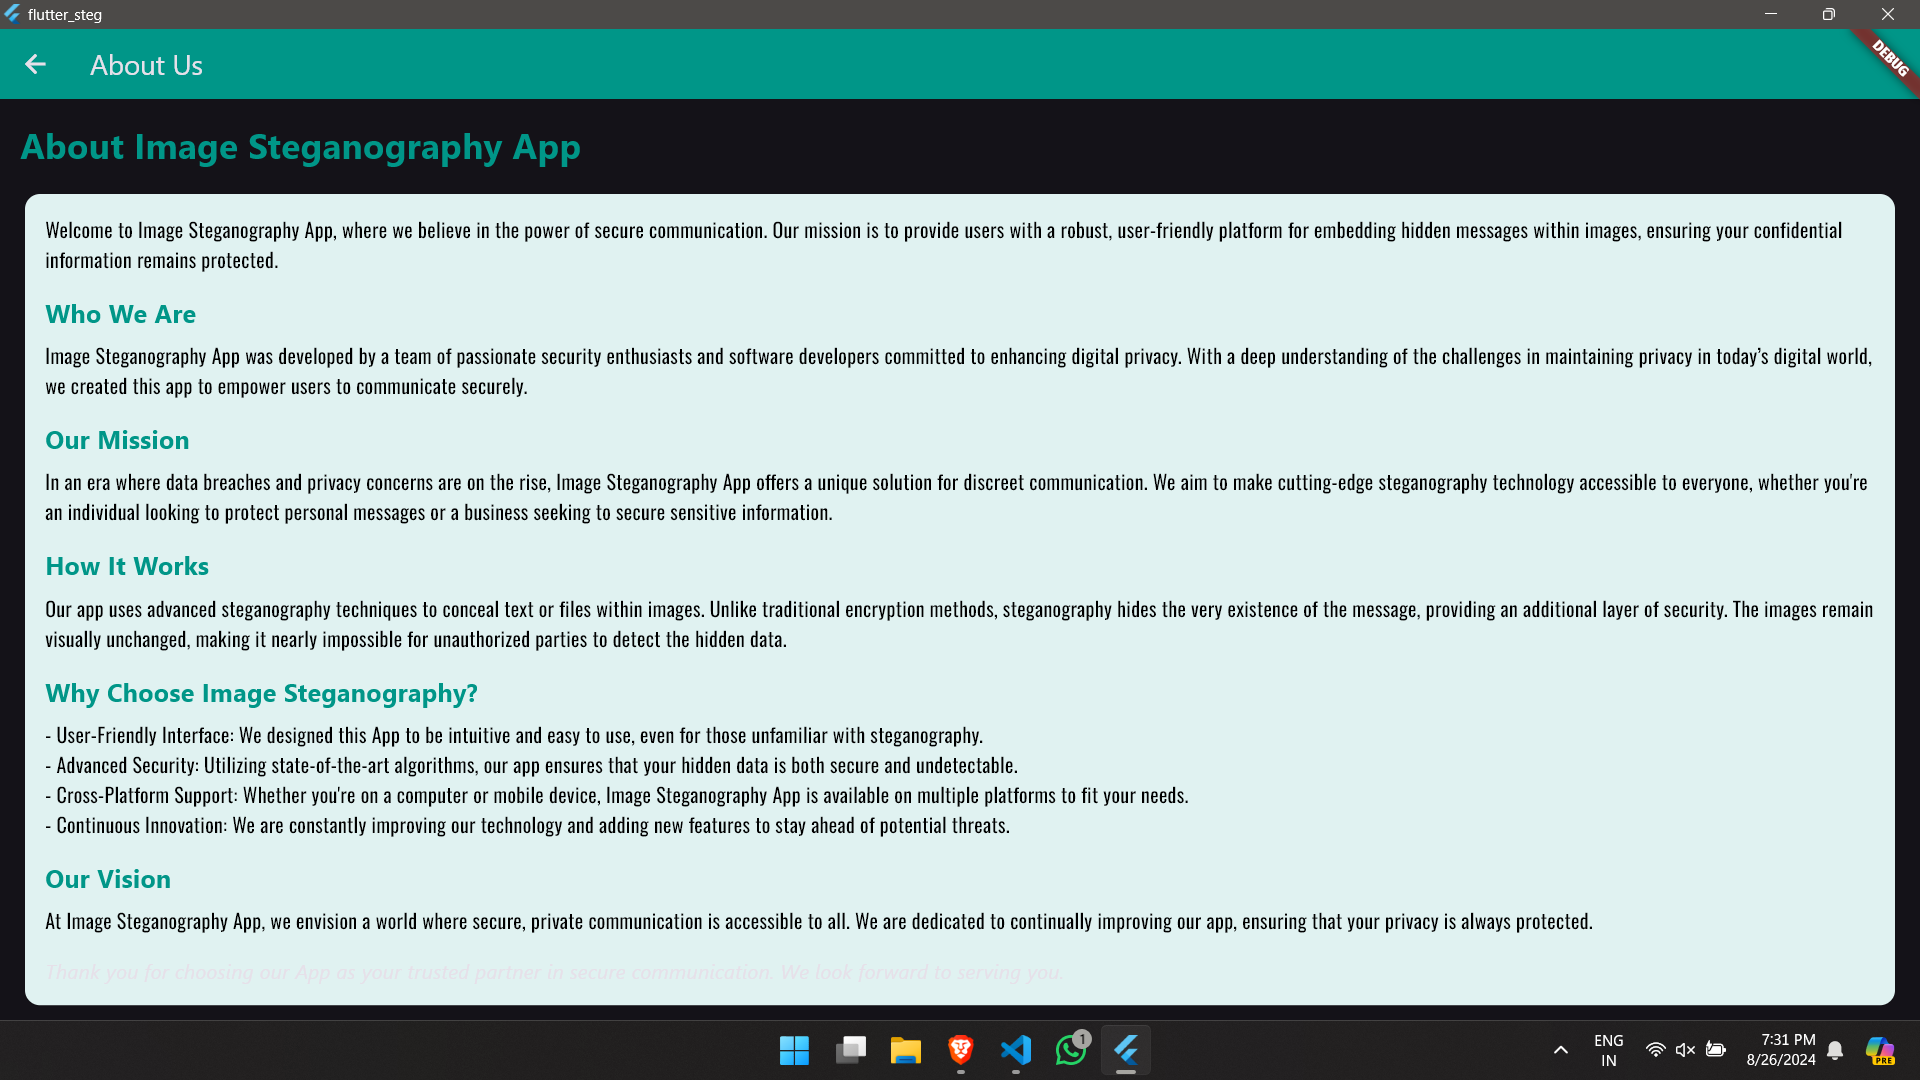 flutter_steg
About Us
DEBUG
About Image Steganography App
Welcome to Image Steganography App, where we believe in the power of secure communication. Our mission is to provide users with a robust, user-friendly platform for embedding hidden messages within images, ensuring your confidential
information remains protected.
Who We Are
Image Steganography App was developed by a team of passionate security enthusiasts and software developers committed to enhancing digital privacy. With a deep understanding of the challenges in maintaining privacy in today’s digital world,
we created this app to empower users to communicate securely.
Our Mission
In an era where data breaches and privacy concerns are on the rise, Image Steganography App offers a unique solution for discreet communication. We aim to make cutting-edge steganography technology accessible to everyone, whether you're
an individual looking to protect personal messages or a business seeking to secure sensitive information.
How It Works
Our app uses advanced steganography techniques to conceal text or files within images. Unlike traditional encryption methods, steganography hides the very existence of the message, providing an additional layer of security. The images remain
visually unchanged, making it nearly impossible for unauthorized parties to detect the hidden data.
Why Choose Image Steganography?
- User-Friendly Interface: We designed this App to be intuitive and easy to use, even for those unfamiliar with steganography.
- Advanced Security: Utilizing state-of-the-art algorithms, our app ensures that your hidden data is both secure and undetectable.
- Cross-Platform Support: Whether you're on a computer or mobile device, Image Steganography App is available on multiple platforms to fit your needs.
- Continuous Innovation: We are constantly improving our technology and adding new features to stay ahead of potential threats.
Our Vision
At Image Steganography App, we envision a world where secure, private communication is accessible to all. We are dedicated to continually improving our app, ensuring that your privacy is always protected.
Thank you for choosing our App as your trusted partner in secure communication. We look forward to serving you.
1
ENG
IN
7:31 PM
8/26/2024
PRE